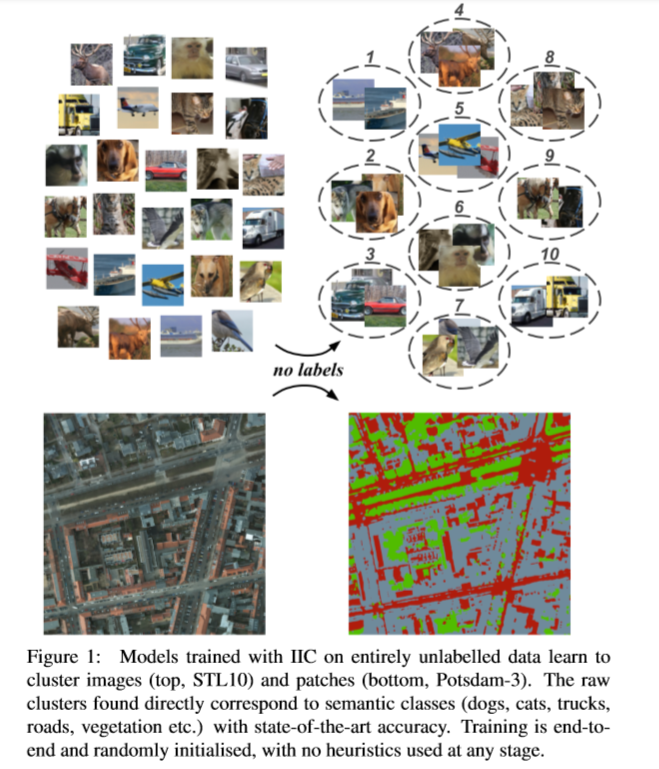 4
1
8
5
2
9
6
3
10
7
no labels
Figure 1: Models trained with IIC on entirely unlabelled data learn to
cluster images (top, STL10) and patches (bottom, Potsdam-3). The raw
clusters found directly correspond to semantic classes (dogs, cats, trucks,
roads, vegetation etc.) with state-of-the-art accuracy. Training is end-to-
end and randomly initialised, with no heuristics used at any stage.